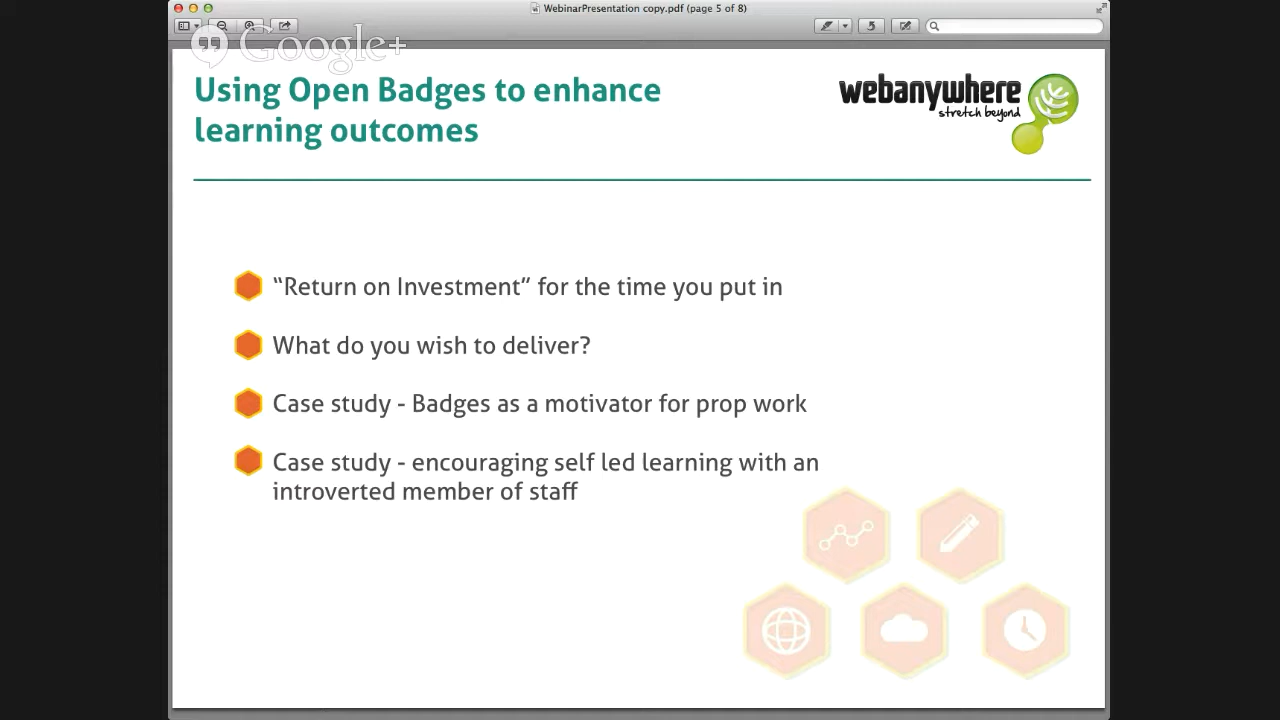 WebinarPresentation copy.pdf (page 5 of 8)
Google+
Using Open Badges to enhance
learning outcomes
webanywhere
stretch beyond
“Return on Investment” for the time you put in
What do you wish to deliver?
Case study - Badges as a motivator for prop work
Case study - encouraging self led learning with an
introverted member of staff